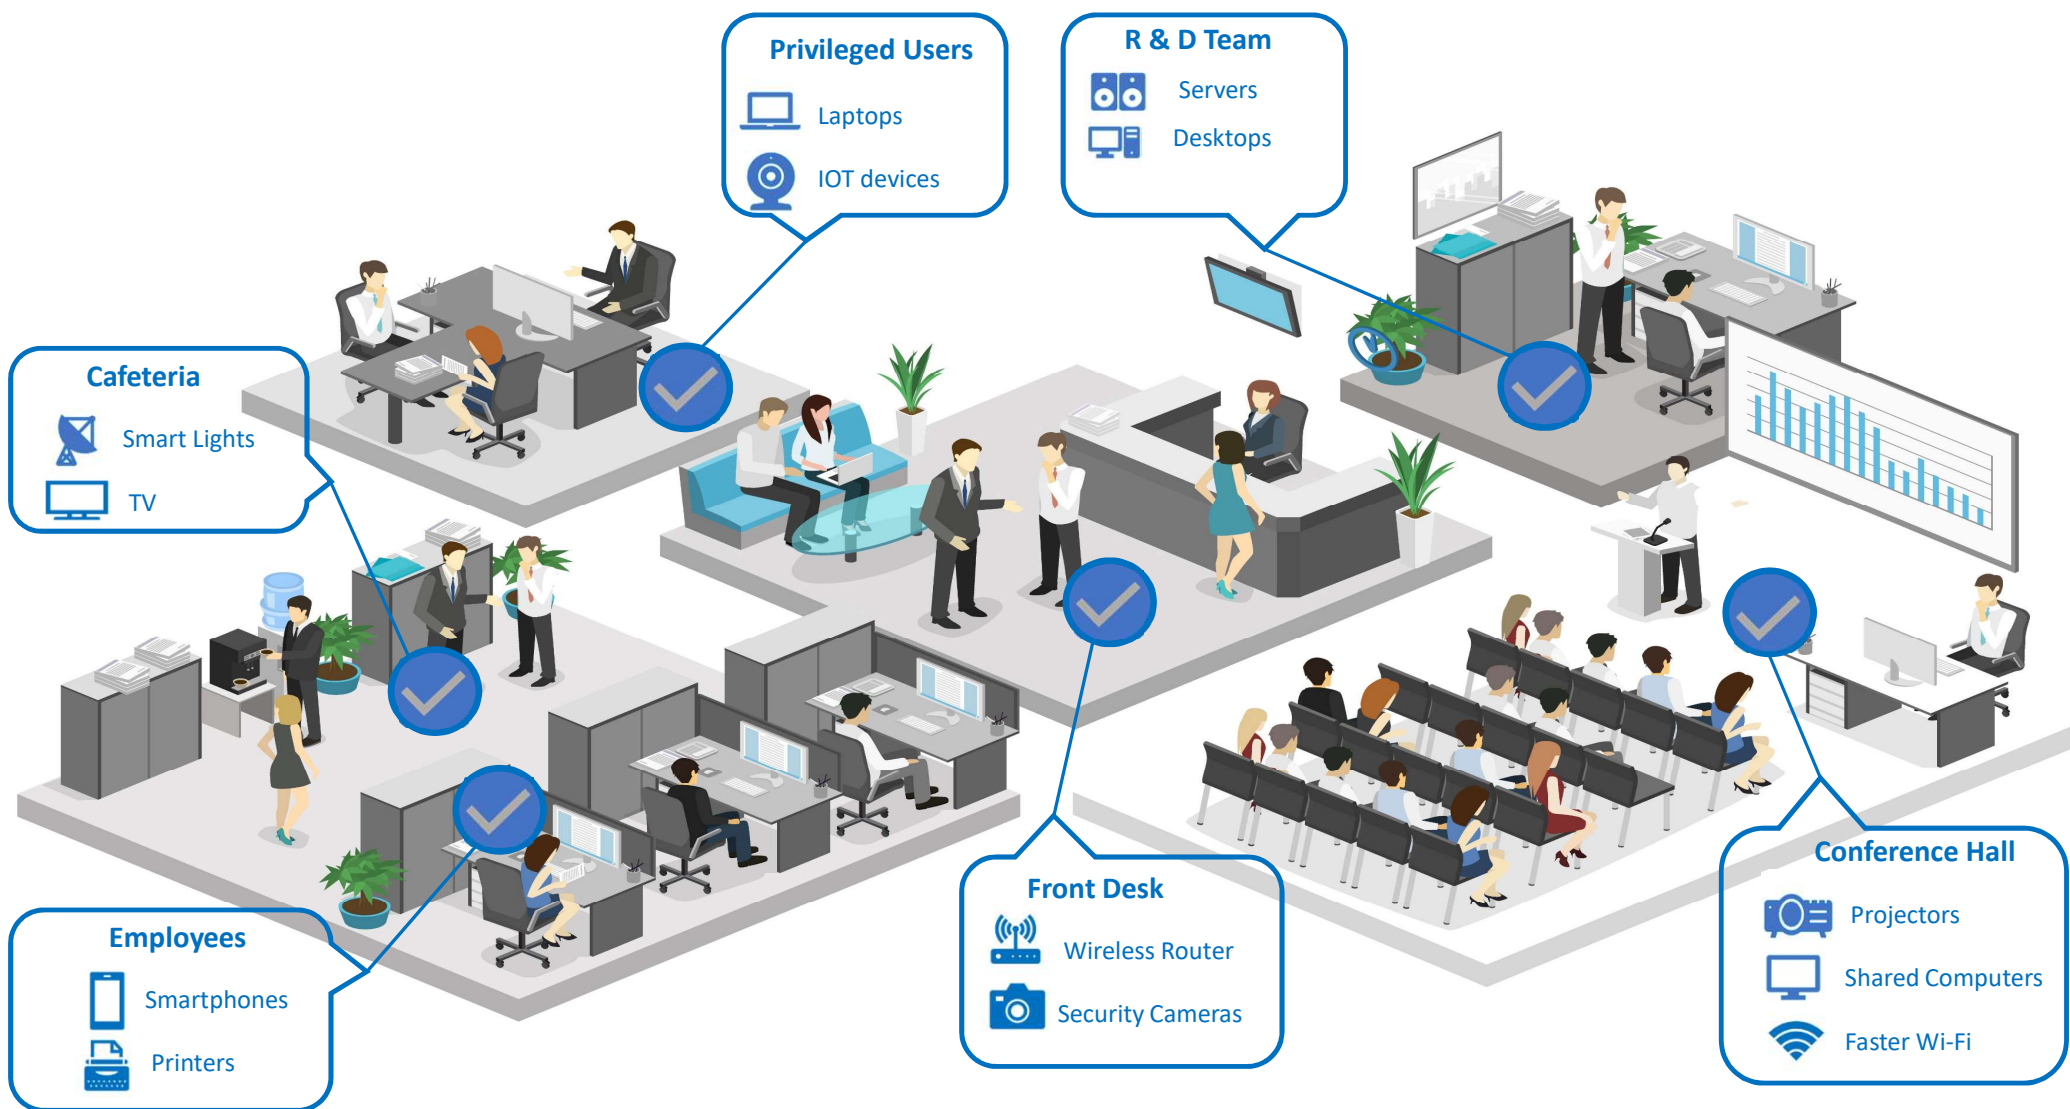 Privileged Users
Laptops
IOT devices
R & D Team
Servers
Desktops
Cafeteria
Smart Lights
TV
Employees
Smartphones
Printers
Front Desk
Wireless Router
Security Cameras
Conference Hall
Projectors
Shared Computers
Faster Wi-Fi